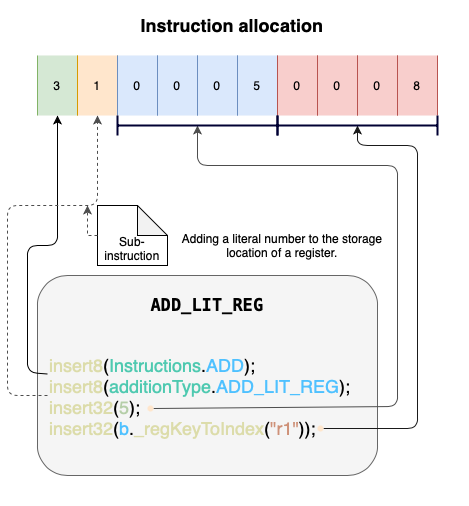 Instruction allocation
3 1 0 0 0 5 0 0 0 8
Sub-
instruction
Adding a literal number to the storage
location of a register.
ADD_LIT_REG
insert8(Instructions.ADD);
insert8(additionType.ADD_LIT_REG);
insert32(5);
insert32(b._regKeyToIndex("r1"));